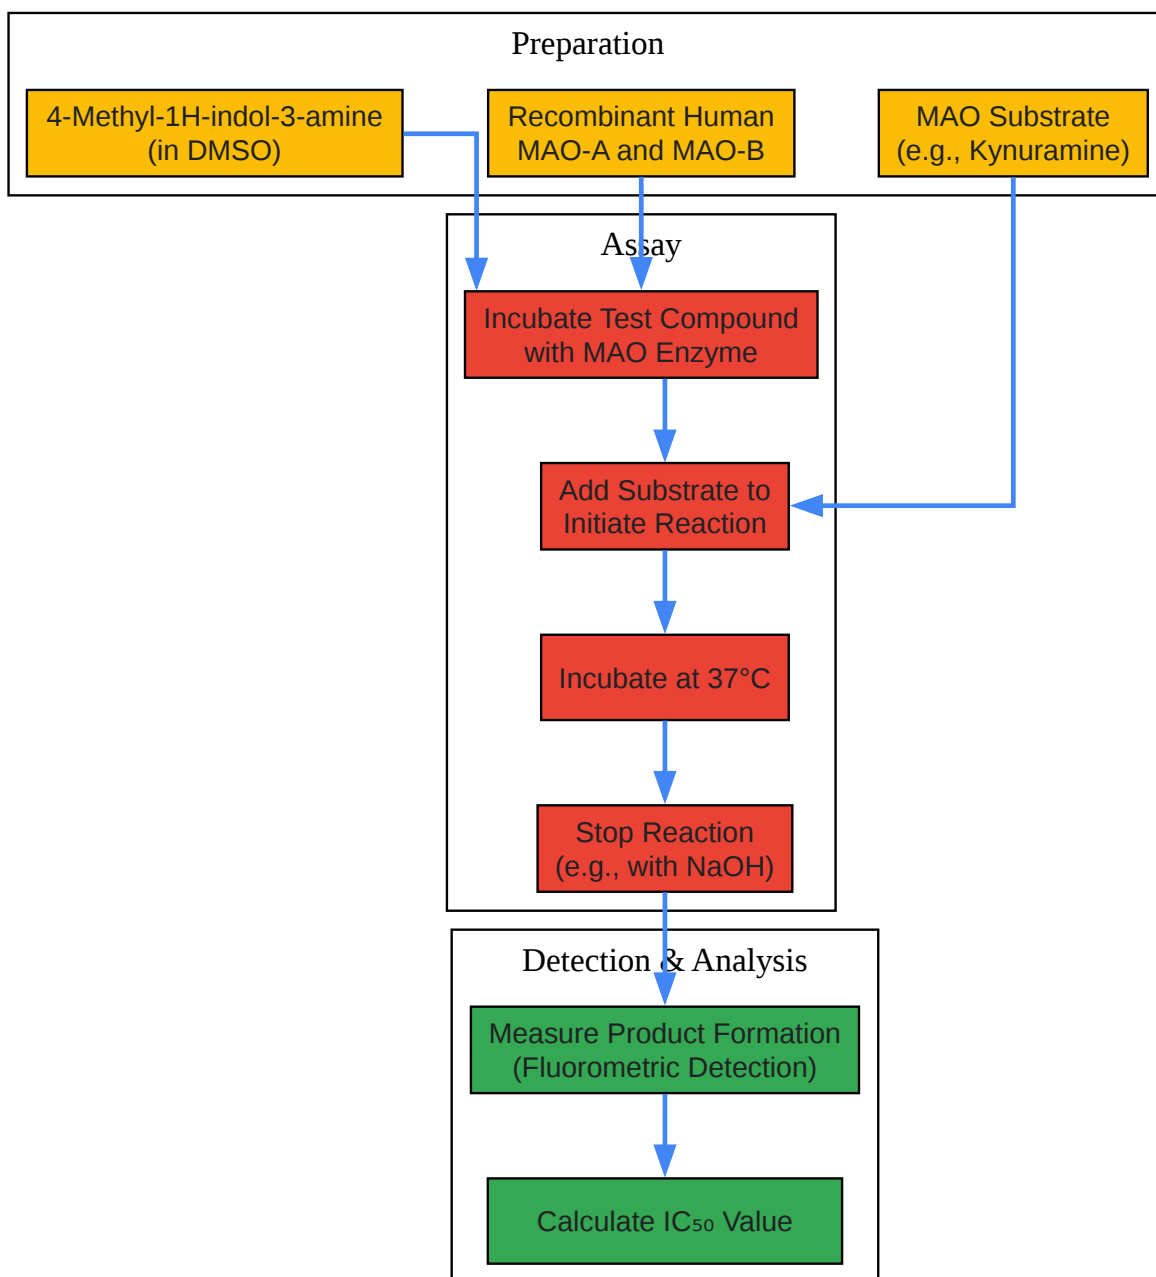 Preparation
4-Methyl-1H-indol-3-amine
(in DMSO)
Recombinant Human
MAO-A and MAO-B
MAO Substrate
(e.g., Kynuramine)
Assay
Incubate Test Compound
with MAO Enzyme
Add Substrate to
Initiate Reaction
Incubate at 37°C
Stop Reaction
(e.g., with NaOH)
Detection & Analysis
Measure Product Formation
(Fluorometric Detection)
Calculate IC₅₀ Value